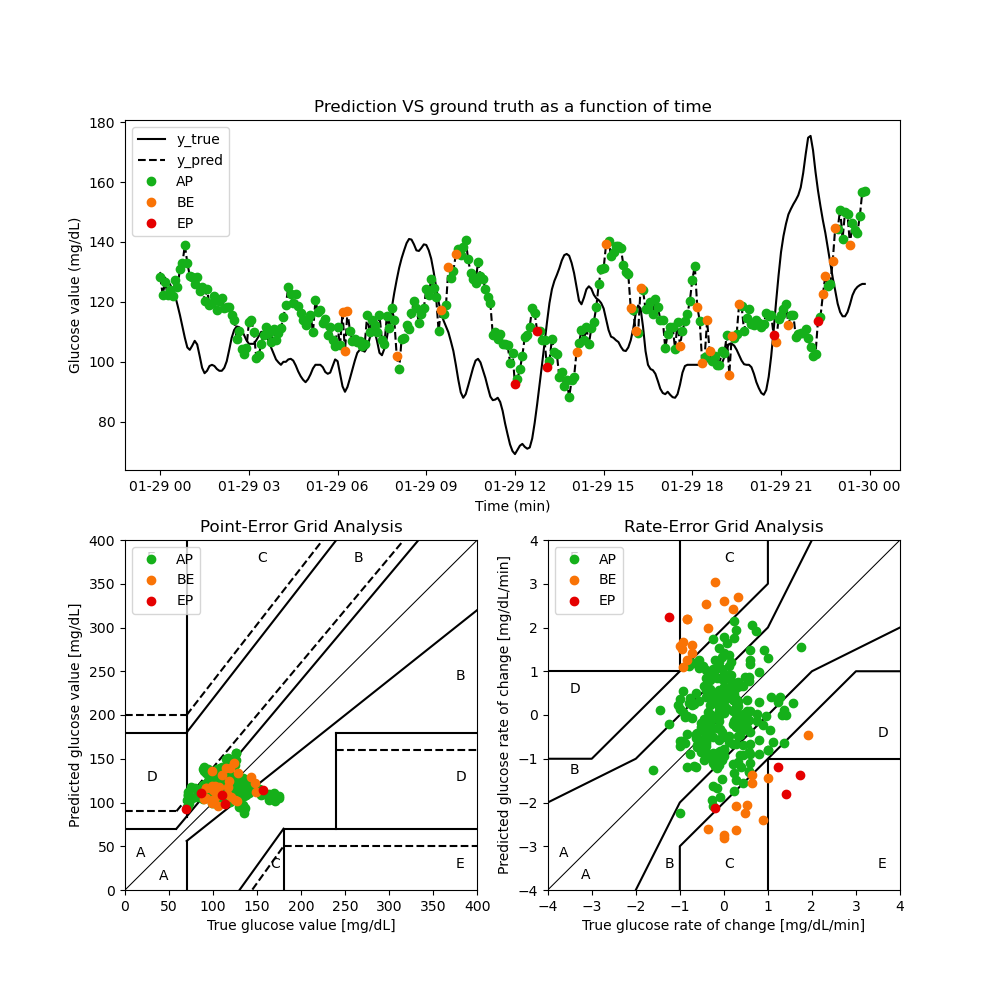 Prediction VS ground truth as a function of time
Glucose value (mg/dL)
180
160
140
120
100
80
y_true
y_pred
AP
BE
EP
01-29 00 01-29 03 01-29 06 01-29 09 01-29 12 01-29 15 01-29 18 01-29 21 01-30 00
Time (min)
Point-Error Grid Analysis
Predicted glucose value [mg/dL]
400
350
300
250
200
150
100
50
0
AP
BE
EP
C B
B
D D
A C E
A
0 50 100 150 200 250 300 350 400
True glucose value [mg/dL]
Rate-Error Grid Analysis
Predicted glucose rate of change [mg/dL/min]
4
3
2
1
0
−1
−2
−3
−4
AP
BE
EP
C
D
D
B
A
A B C E
−4 −3 −2 −1 0 1 2 3 4
True glucose rate of change [mg/dL/min]